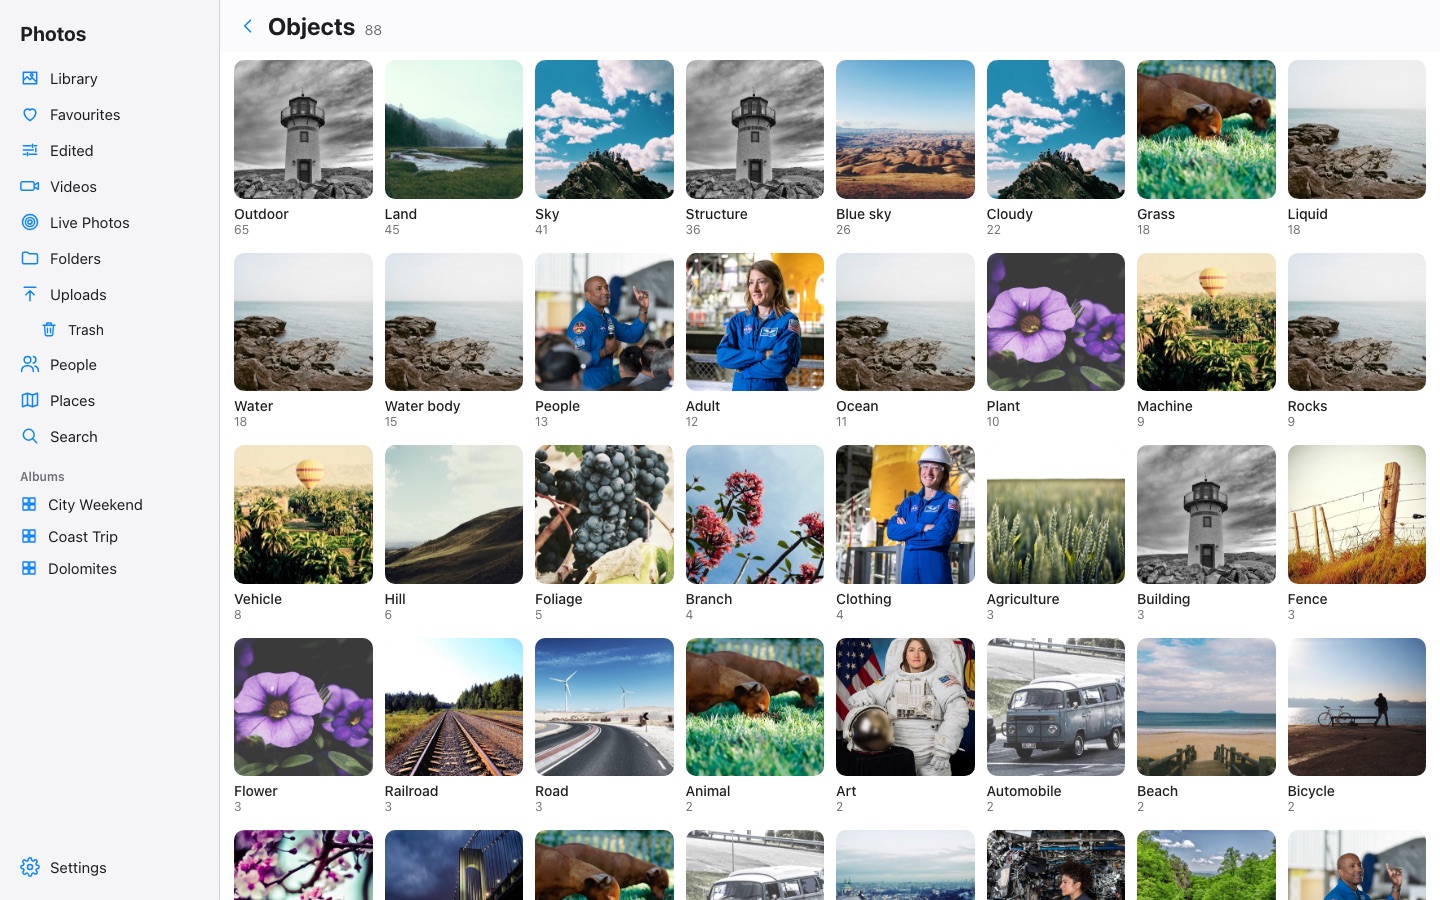 Photos
Library
Favourites
Edited
Videos
Live Photos
Folders
Uploads
Trash
People
Places
Search
Albums
City Weekend
Coast Trip
Dolomites
Settings
Objects 88
Outdoor
65
Land
45
Sky
41
Structure
36
Blue sky
26
Cloudy
22
Grass
18
Liquid
18
Water
18
Water body
15
People
13
Adult
12
Ocean
11
Plant
10
Machine
9
Rocks
9
Vehicle
8
Hill
6
Foliage
5
Branch
4
Clothing
4
Agriculture
3
Building
3
Fence
3
Flower
3
Railroad
3
Road
3
Animal
2
Art
2
Automobile
2
Beach
2
Bicycle
2